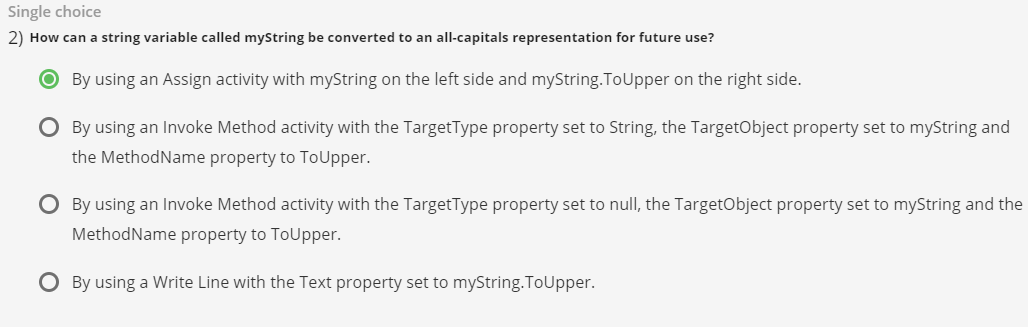 Single choice
2) How can a string variable called myString be converted to an all-capitals representation for future use?
By using an Assign activity with myString on the left side and myString.ToUpper on the right side.
By using an Invoke Method activity with the TargetType property set to String, the TargetObject property set to myString and
the MethodName property to ToUpper.
By using an Invoke Method activity with the TargetType property set to null, the TargetObject property set to myString and the
MethodName property to ToUpper.
By using a Write Line with the Text property set to myString.ToUpper.